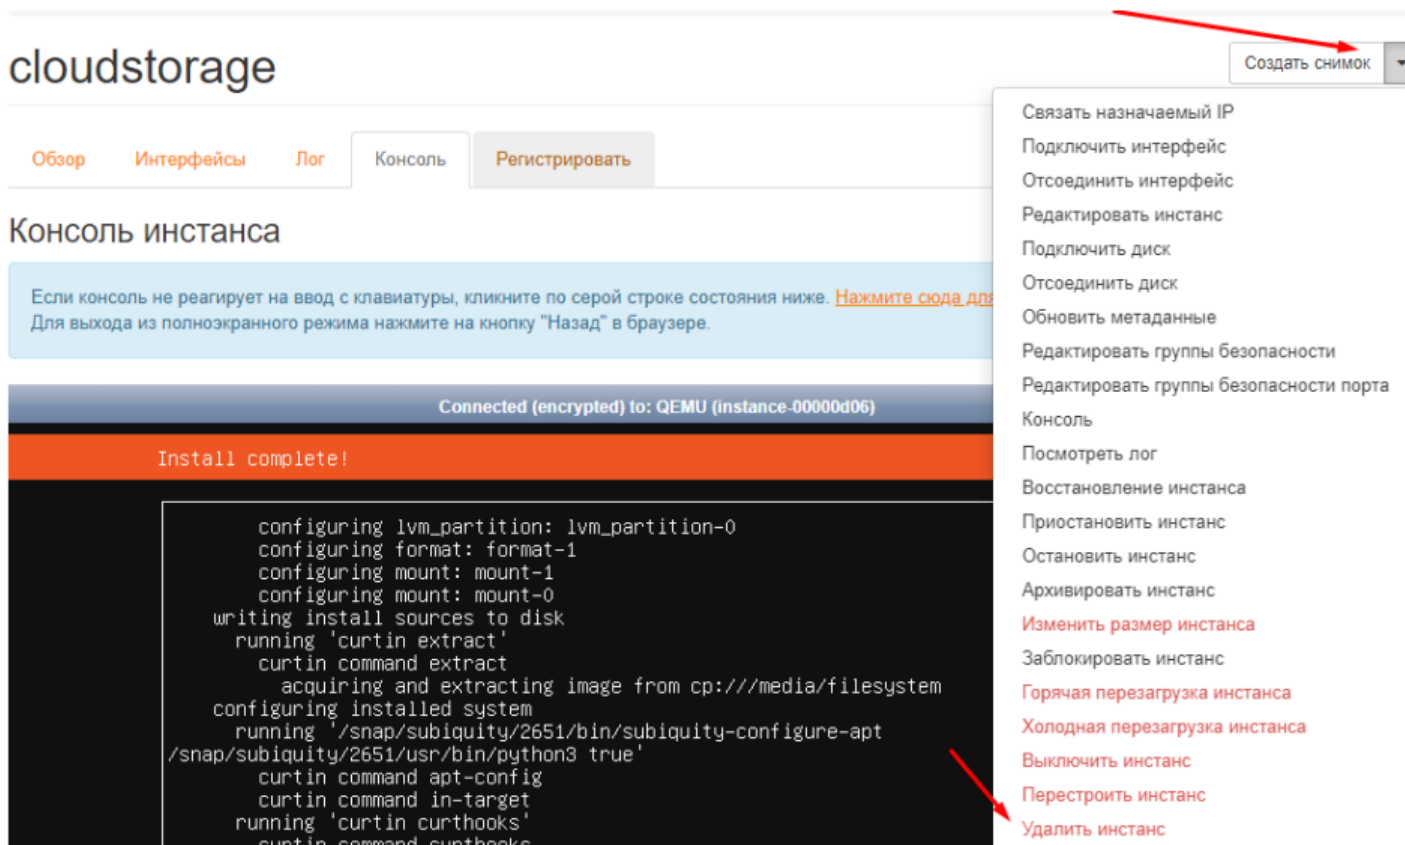 cloudstorage
Создать снимок
Обзор Интерфейсы Лог Консоль Регистрировать
Консоль инстанса
Если консоль не реагирует на ввод с клавиатуры, кликните по серой строке состояния ниже. Нажмите сюда для
Для выхода из полноэкранного режима нажмите на кнопку "Назад" в браузере.
Connected (encrypted) to: QEMU (instance-00000d06)
Install complete!
configuring lvm_partition: lvm_partition-0
configuring format: format-1
configuring mount: mount-1
configuring mount: mount-0
writing install sources to disk
running 'curtin extract'
curtin command extract
acquiring and extracting image from cp:///media/filesystem
configuring installed system
running '/snap/subiquity/2651/bin/subiquity-configure-apt
/snap/subiquity/2651/usr/bin/python3 true'
curtin command apt-config
curtin command in-target
running 'curtin curthooks'
curtin command curthooks
Связать назначаемый IP
Подключить интерфейс
Отсоединить интерфейс
Редактировать инстанс
Подключить диск
Отсоединить диск
Обновить метаданные
Редактировать группы безопасности
Редактировать группы безопасности порта
Консоль
Посмотреть лог
Восстановление инстанса
Приостановить инстанс
Остановить инстанс
Архивировать инстанс
Изменить размер инстанса
Заблокировать инстанс
Горячая перезагрузка инстанса
Холодная перезагрузка инстанса
Выключить инстанс
Перестроить инстанс
Удалить инстанс